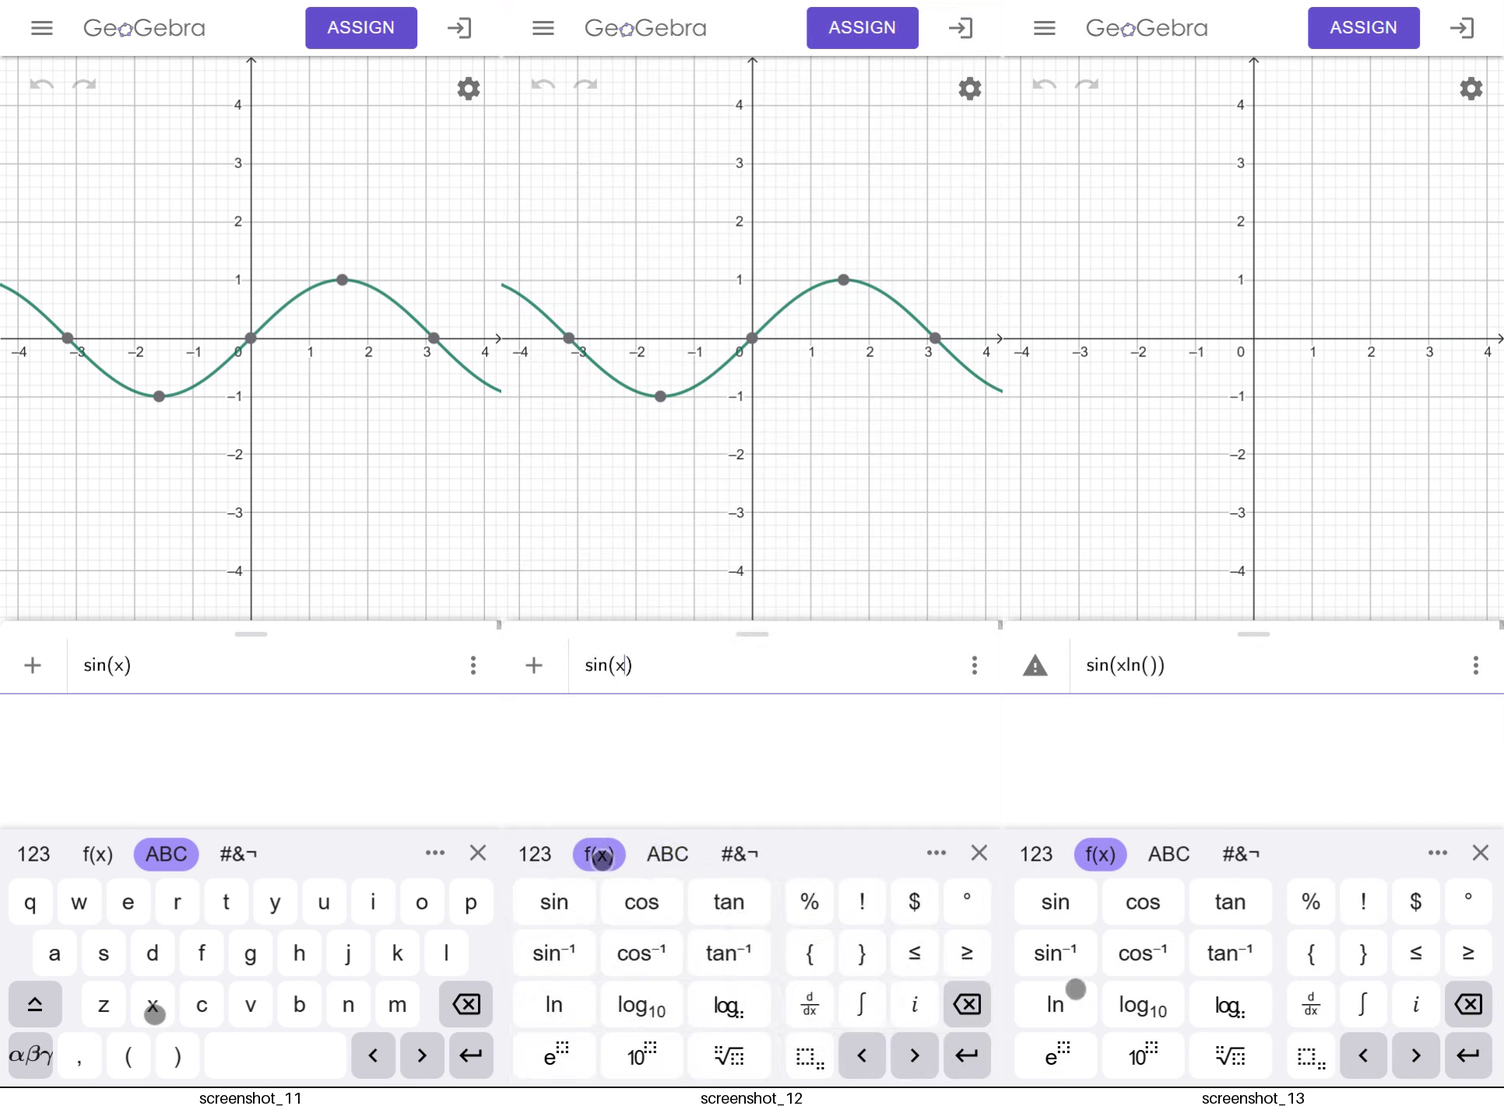 GeoGebra ASSIGN GeoGebra ASSIGN GeoGebra ASSIGN
4 4 4
3 3 3
2 2 2
1 1 1
–4 –3 –2 –1 0 1 2 3 4 –4 –3 –2 –1 0 1 2 3 4 –4 –3 –2 –1 0 1 2 3 4
–1 –1 –1
–2 –2 –2
–3 –3 –3
–4 –4 –4
+ sin(x) + sin(x) sin(xln())
123 f(x) ABC #&¬ ... 123 f(x) ABC #&¬ ... 123 f(x) ABC #&¬ ...
q w e r t y u i o p sin cos tan % ! $ ° sin cos tan % ! $ °
a s d f g h j k l sin⁻¹ cos⁻¹ tan⁻¹ { } ≤ ≥ sin⁻¹ cos⁻¹ tan⁻¹ { } ≤ ≥
z x c v b n m ln log₁₀ log d/dx ∫ i ln log₁₀ log d/dx ∫ i
αβγ , ( ) < > e 10 √ < > e 10 √ < >
screenshot_11 screenshot_12 screenshot_13